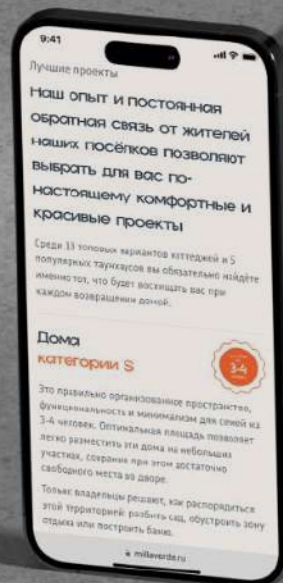 9:41
Лучшие проекты
Наш опыт и постоянная
обратная связь от жителей
наших посёлков позволяют
выбрать для вас по-
настоящему комфортные и
красивые проекты
Среди 13 топовых вариантов коттеджей и 5
популярных таунхаусов вы обязательно найдёте
именно тот, что будет восхищать вас при
каждом возвращении домой.
Дома
категории S
3-4
Это правильно организованное пространство,
функциональность и минимализм для семей из
3-4 человек. Оптимальная площадь позволяет
легко разместить эти дома на небольших
участках, сохранив при этом достаточно
свободного места во дворе.
Только владельцы решают, как распорядиться
этой территорией: разбить сад, обустроить зону
отдыха или построить баню.
millaverde.ru